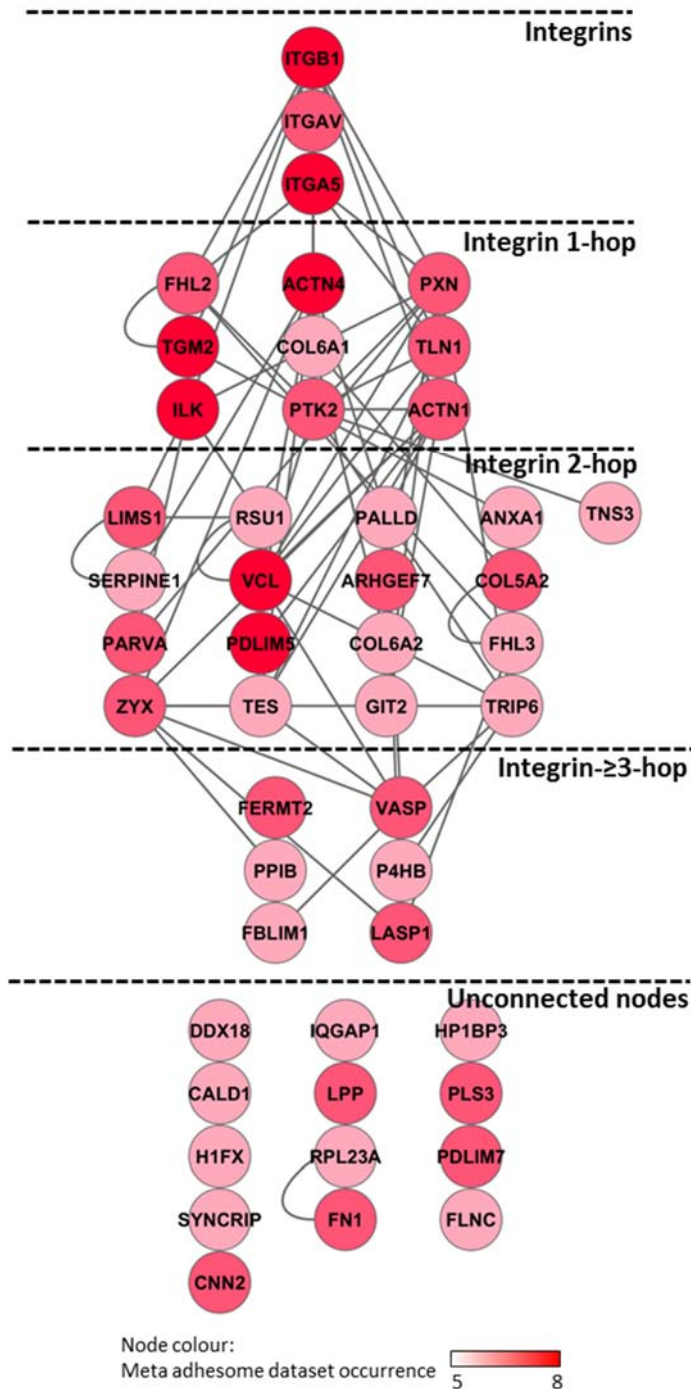 Integrins
ITGB1
ITGAV
ITGA5
Integrin 1-hop
FHL2 ACTN4 PXN
TGM2 COL6A1 TLN1
ILK PTK2 ACTN1
Integrin 2-hop
LIMS1 RSU1 PALLD ANXA1 TNS3
SERPINE1 VCL ARHGEF7 COL5A2
PARVA PDLIM5 COL6A2 FHL3
ZYX TES GIT2 TRIP6
Integrin-≥3-hop
FERMT2 VASP
PPIB P4HB
FBLIM1 LASP1
Unconnected nodes
DDX18 IQGAP1 HP1BP3
CALD1 LPP PLS3
H1FX RPL23A PDLIM7
SYNCRIP FN1 FLNC
CNN2
Node colour:
Meta adhesome dataset occurrence
5 8